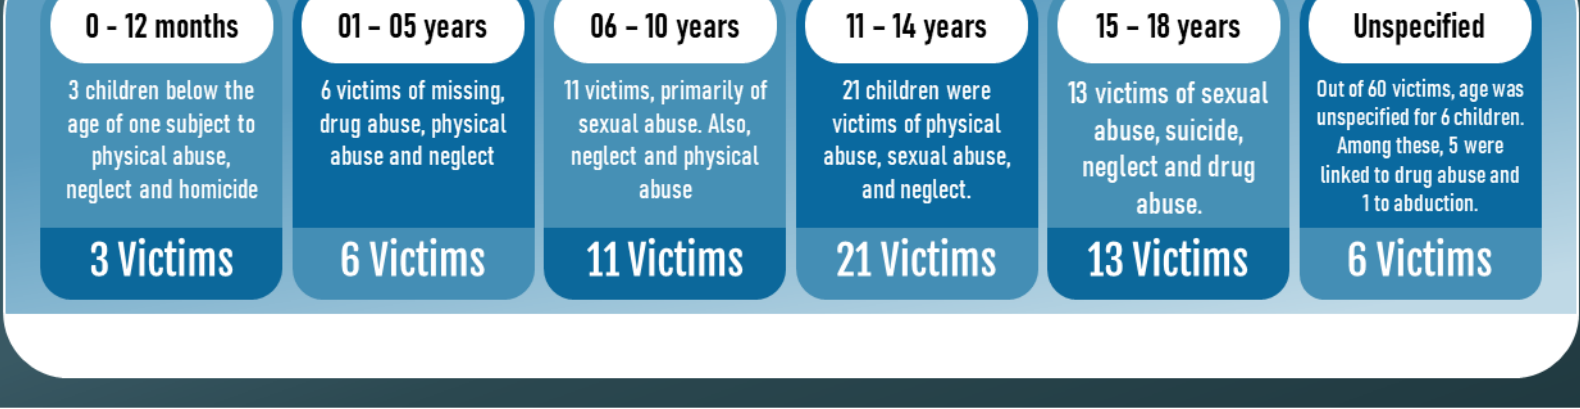 0 - 12 months
3 children below the
age of one subject to
physical abuse,
neglect and homicide
3 Victims
01 – 05 years
6 victims of missing,
drug abuse, physical
abuse and neglect
6 Victims
06 – 10 years
11 victims, primarily of
sexual abuse. Also,
neglect and physical
abuse
11 Victims
11 – 14 years
21 children were
victims of physical
abuse, sexual abuse,
and neglect.
21 Victims
15 – 18 years
13 victims of sexual
abuse, suicide,
neglect and drug
abuse.
13 Victims
Unspecified
Out of 60 victims, age was
unspecified for 6 children.
Among these, 5 were
linked to drug abuse and
1 to abduction.
6 Victims